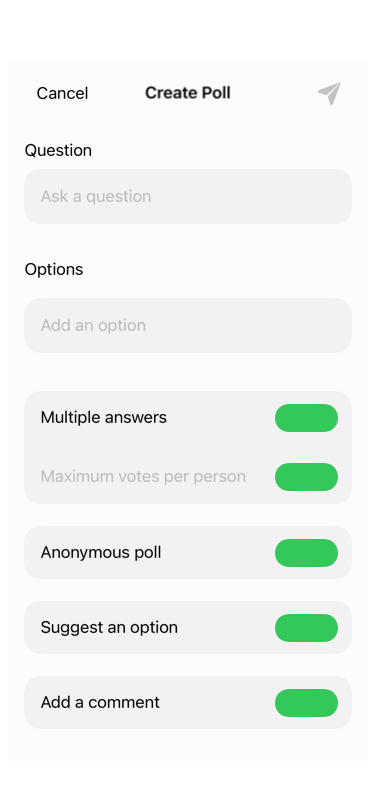 Cancel Create Poll
Question
Ask a question
Options
Add an option
Multiple answers
Maximum votes per person
Anonymous poll
Suggest an option
Add a comment